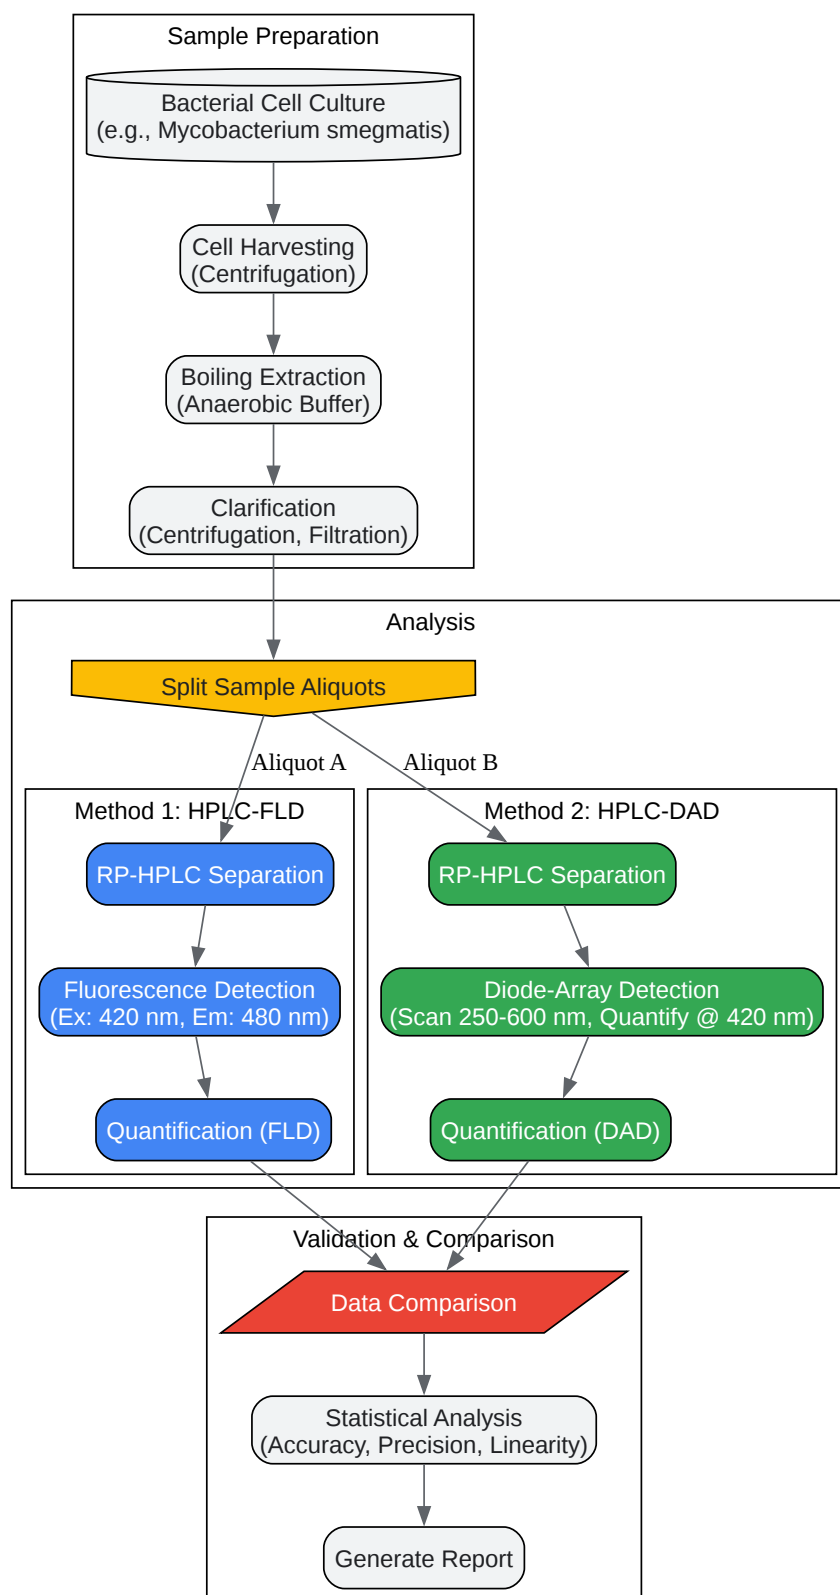 Sample Preparation
Bacterial Cell Culture
(e.g., Mycobacterium smegmatis)
Cell Harvesting
(Centrifugation)
Boiling Extraction
(Anaerobic Buffer)
Clarification
(Centrifugation, Filtration)
Analysis
Split Sample Aliquots
Aliquot A
Aliquot B
Method 1: HPLC-FLD
RP-HPLC Separation
Fluorescence Detection
(Ex: 420 nm, Em: 480 nm)
Quantification (FLD)
Method 2: HPLC-DAD
RP-HPLC Separation
Diode-Array Detection
(Scan 250-600 nm, Quantify @ 420 nm)
Quantification (DAD)
Validation & Comparison
Data Comparison
Statistical Analysis
(Accuracy, Precision, Linearity)
Generate Report